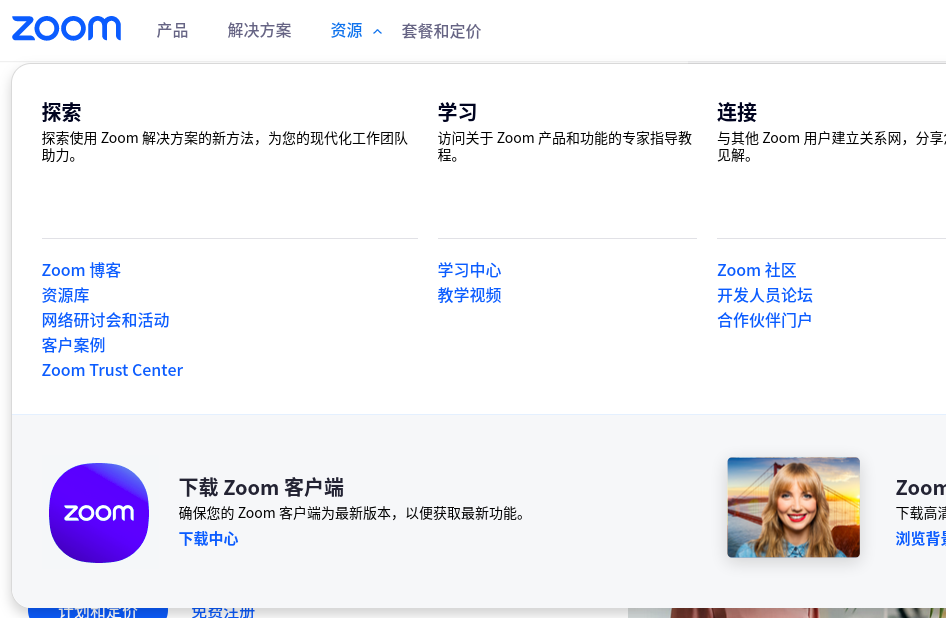 zoom
产品
解决方案
资源
套餐和定价
探索
探索使用 Zoom 解决方案的新方法，为您的现代化工作团队
助力。
Zoom 博客
资源库
网络研讨会和活动
客户案例
Zoom Trust Center
学习
访问关于 Zoom 产品和功能的专家指导教
程。
学习中心
教学视频
连接
与其他 Zoom 用户建立关系网，分享
见解。
Zoom 社区
开发人员论坛
合作伙伴门户
zoom
下载 Zoom 客户端
确保您的 Zoom 客户端为最新版本，以便获取最新功能。
下载中心
Zoom
下载高清
浏览背景
计划和定价
免费注册